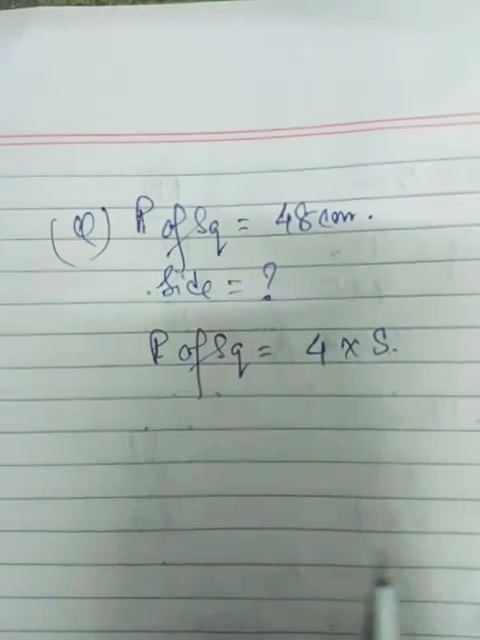 (Q) P of Sq = 48 cm.
Side = ?
P of Sq = 4 x S.